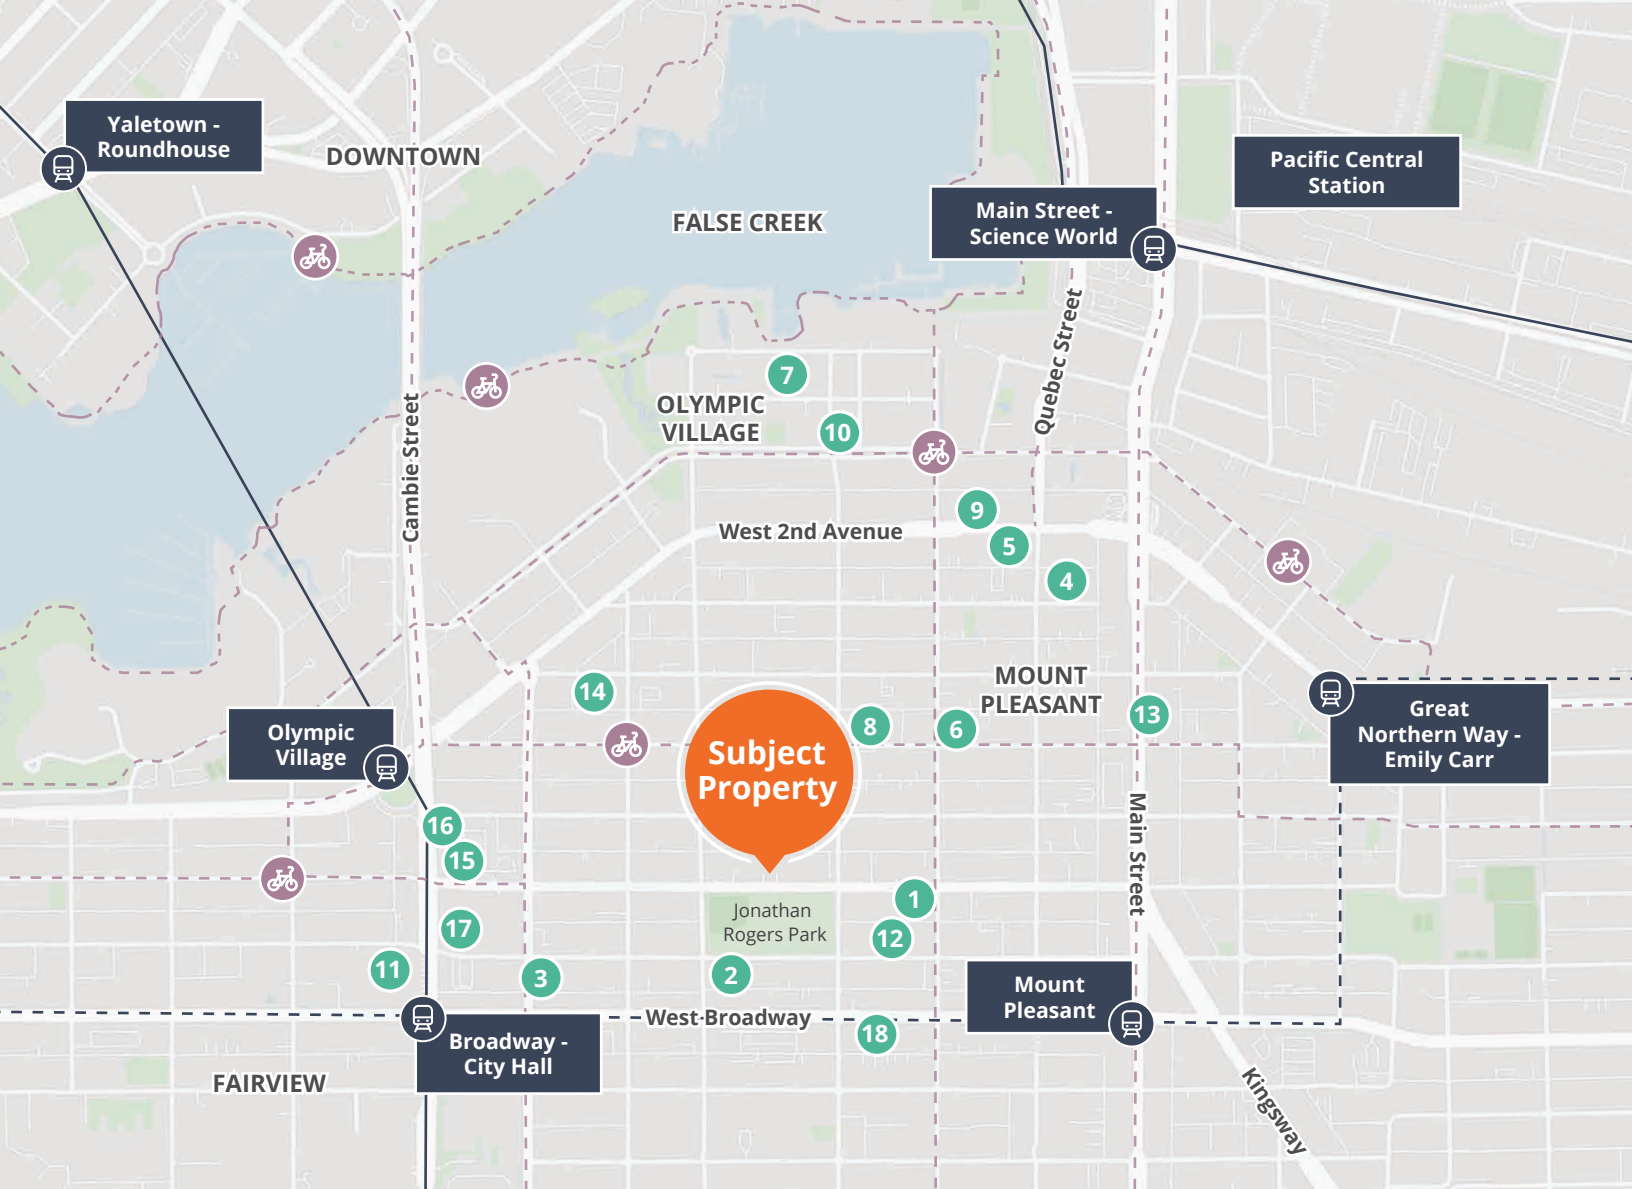 Yaletown -
Roundhouse
DOWNTOWN
FALSE CREEK
Main Street -
Science World
Pacific Central
Station
Quebec Street
Cambie Street
7
OLYMPIC
VILLAGE
10
9
West 2nd Avenue
5
4
MOUNT
PLEASANT
14
8
6
13
Subject
Property
Great
Northern Way -
Emily Carr
Olympic
Village
16
15
Main Street
1
Jonathan
Rogers Park
17
12
11
3
2
Mount
Pleasant
West Broadway
18
Broadway -
City Hall
FAIRVIEW
Kingsway